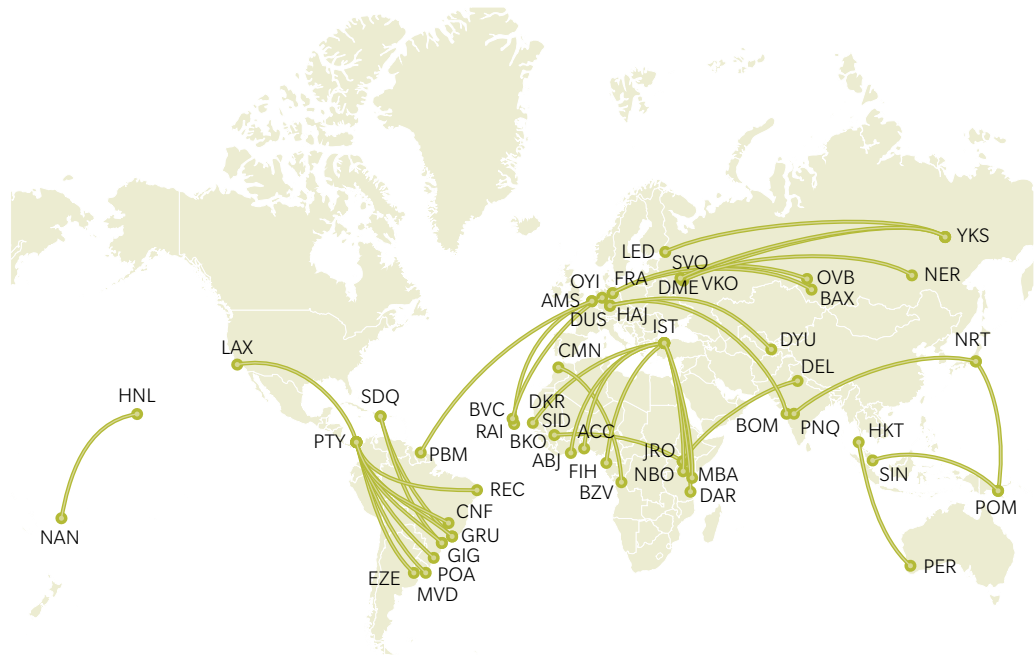 YKS
LED
SVO
NER
OYI
FRA
DME
VKO
OVB
BAX
AMS
DUS
HAJ
IST
DYU
NRT
LAX
CMN
DEL
HNL
SDQ
BVC
DKR
RAI
SID
BKO
ACC
BOM
PNQ
HKT
PTY
PBM
ABJ
JRO
FIH
NBO
MBA
SIN
REC
BZV
DAR
POM
CNF
NAN
GRU
GIG
EZE
POA
PER
MVD